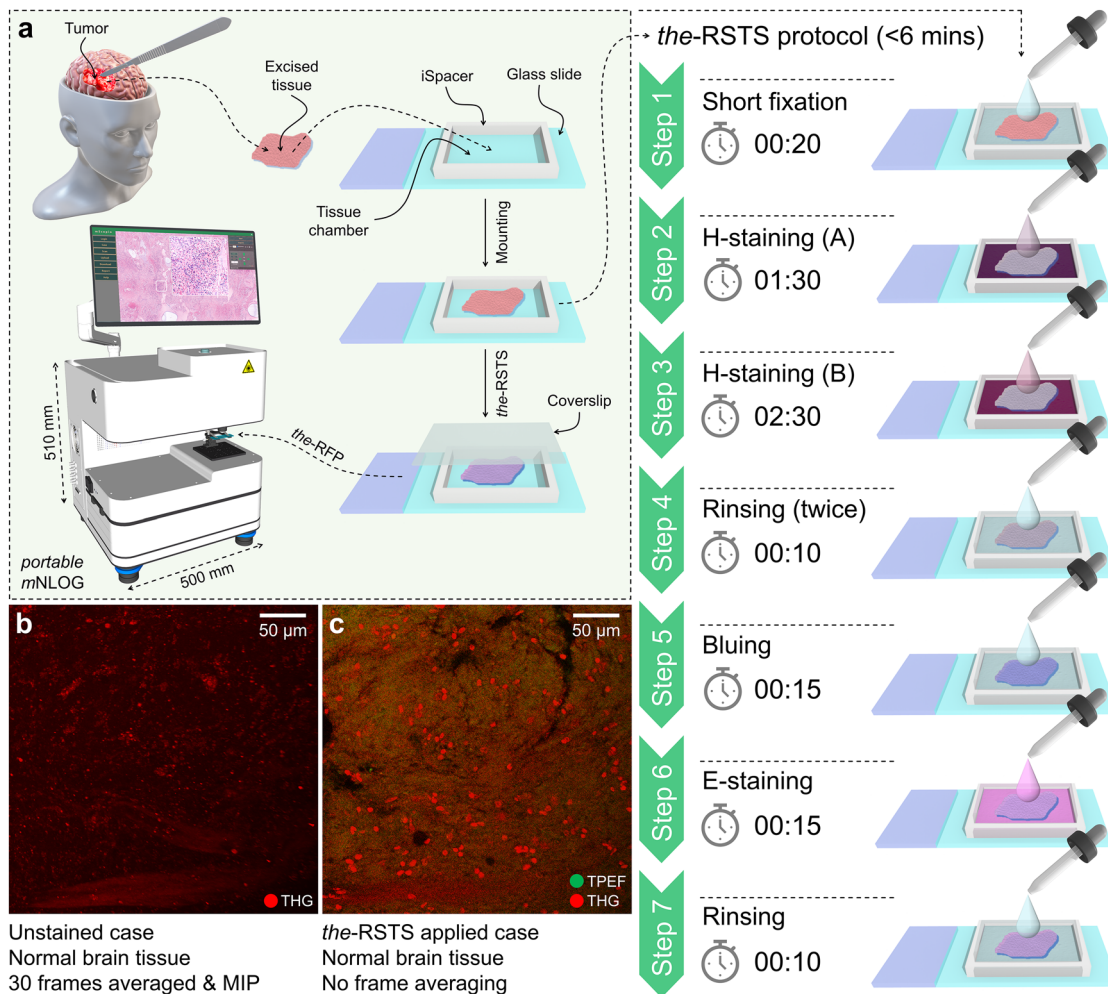 a
Tumor
Excised
tissue
iSpacer
Glass slide
Tissue
chamber
Mounting
the-RSTS
Coverslip
the-RFP
510 mm
500 mm
portable
mNLOG
the-RSTS protocol (<6 mins)
Step 1
Short fixation
00:20
Step 2
H-staining (A)
01:30
Step 3
H-staining (B)
02:30
Step 4
Rinsing (twice)
00:10
Step 5
Bluing
00:15
Step 6
E-staining
00:15
Step 7
Rinsing
00:10
b
50 μm
THG
Unstained case
Normal brain tissue
30 frames averaged & MIP
c
50 μm
TPEF
THG
the-RSTS applied case
Normal brain tissue
No frame averaging